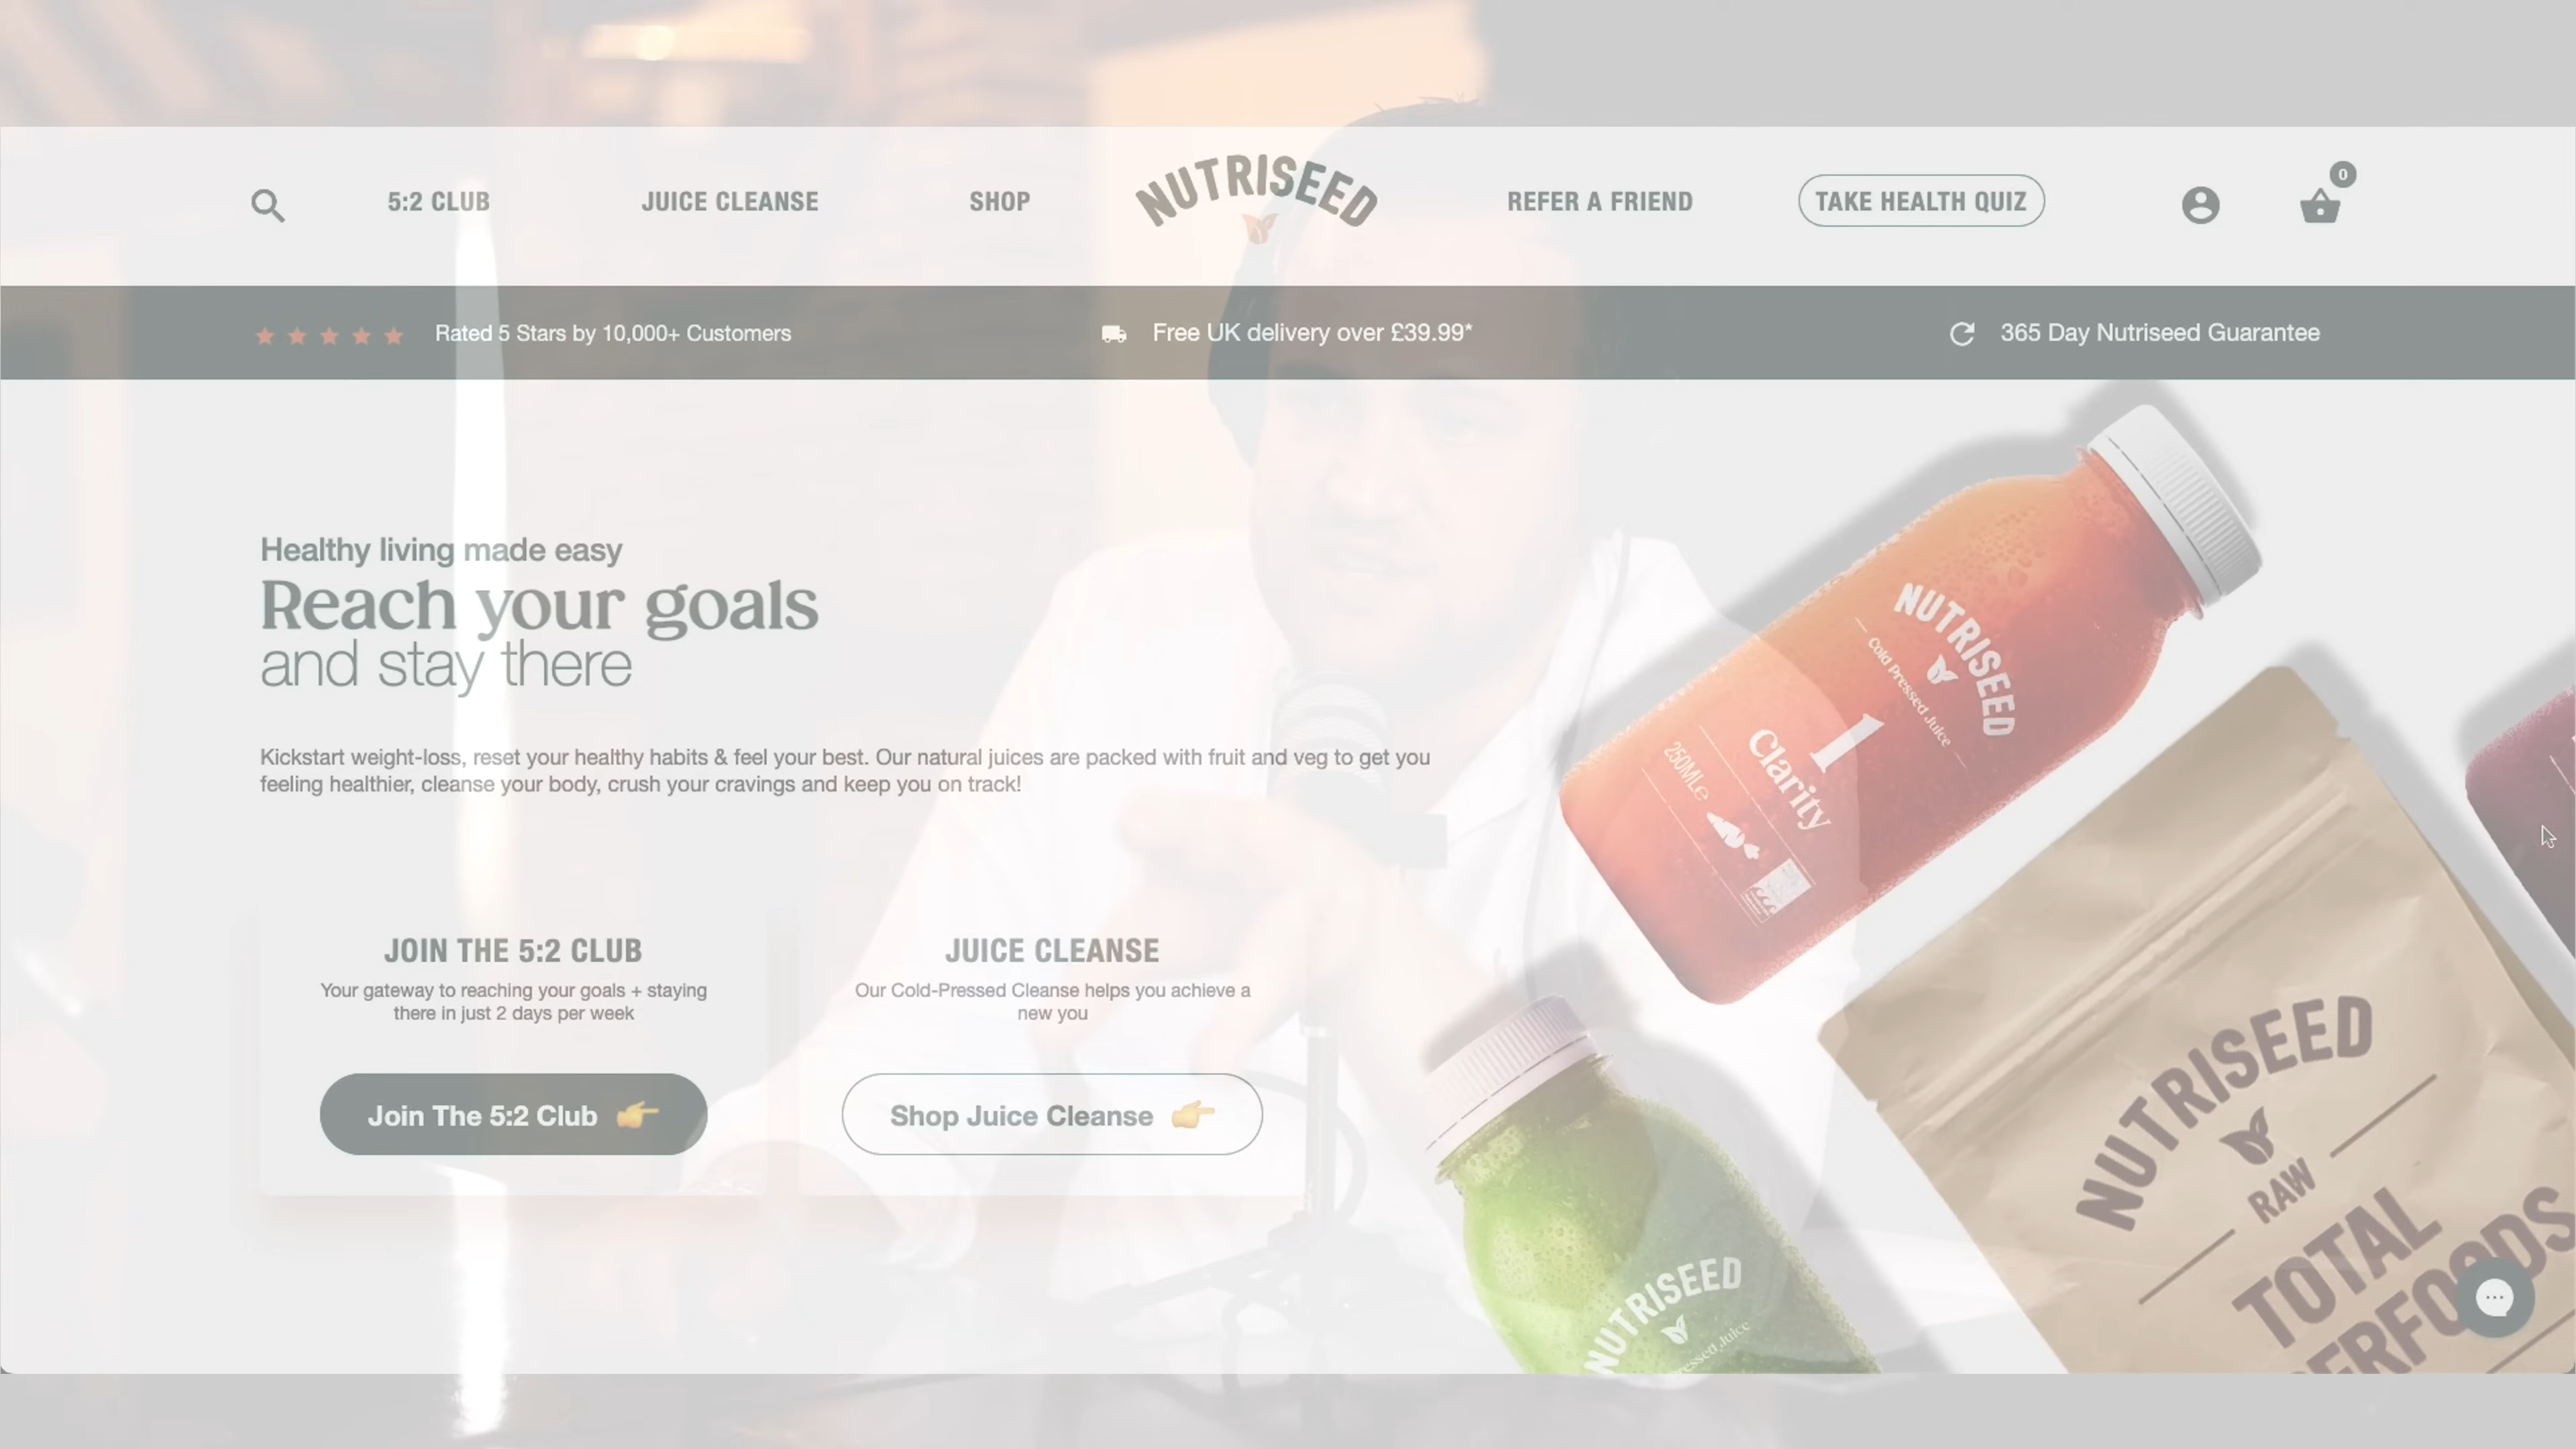 5:2 CLUB
JUICE CLEANSE
SHOP
NUTRISEED
REFER A FRIEND
TAKE HEALTH QUIZ
0
Rated 5 Stars by 10,000+ Customers
Free UK delivery over £39.99*
365 Day Nutriseed Guarantee
Healthy living made easy
Reach your goals
and stay there
Kickstart weight-loss, reset your healthy habits & feel your best. Our natural juices are packed with fruit and veg to get you
feeling healthier, cleanse your body, crush your cravings and keep you on track!
JOIN THE 5:2 CLUB
Your gateway to reaching your goals + staying
there in just 2 days per week
Join The 5:2 Club
JUICE CLEANSE
Our Cold-Pressed Cleanse helps you achieve a
new you
Shop Juice Cleanse
NUTRISEED
Cold Pressed Juice
1
Clarity
250MLe
NUTRISEED
RAW
TOTAL
NUTRISEED
Juice